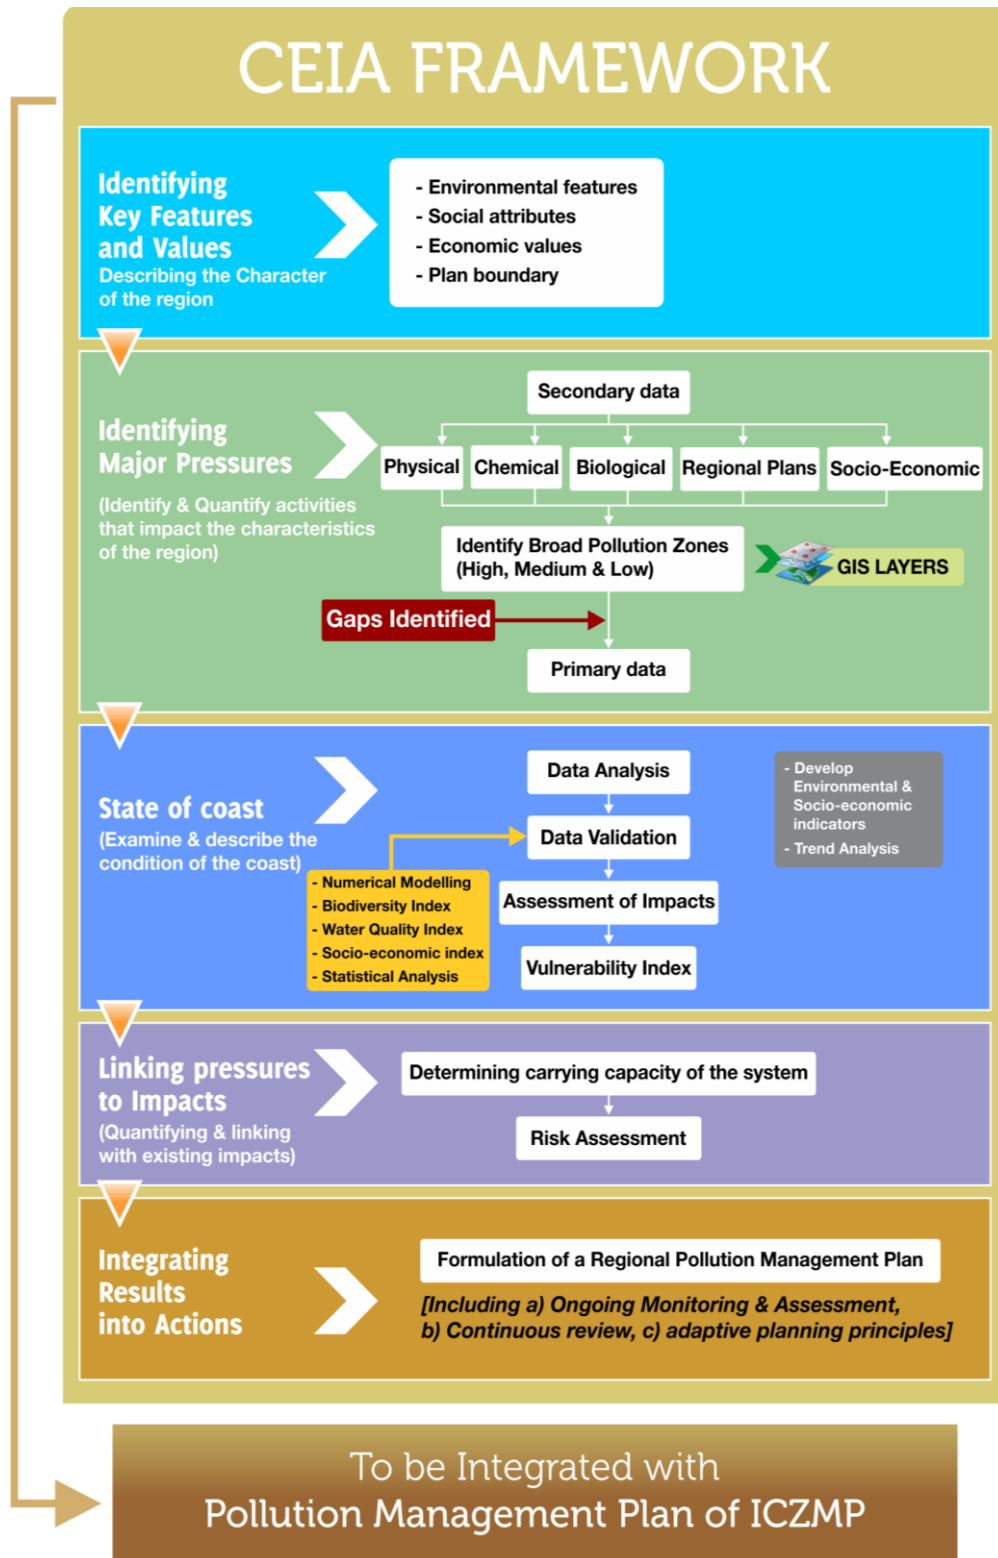 CEIA FRAMEWORK
Identifying
Key Features
and Values
Describing the Character
of the region
- Environmental features
- Social attributes
- Economic values
- Plan boundary
Identifying
Major Pressures
(Identify & Quantify activities
that impact the characteristics
of the region)
Secondary data
Physical
Chemical
Biological
Regional Plans
Socio-Economic
Identify Broad Pollution Zones
(High, Medium & Low)
GIS LAYERS
Gaps Identified
Primary data
State of coast
(Examine & describe the
condition of the coast)
Data Analysis
Data Validation
Assessment of Impacts
Vulnerability Index
- Numerical Modelling
- Biodiversity Index
- Water Quality Index
- Socio-economic index
- Statistical Analysis
- Develop
Environmental &
Socio-economic
indicators
- Trend Analysis
Linking pressures
to Impacts
(Quantifying & linking
with existing impacts)
Determining carrying capacity of the system
Risk Assessment
Integrating
Results
into Actions
Formulation of a Regional Pollution Management Plan
[Including a) Ongoing Monitoring & Assessment,
b) Continuous review, c) adaptive planning principles]
To be Integrated with
Pollution Management Plan of ICZMP